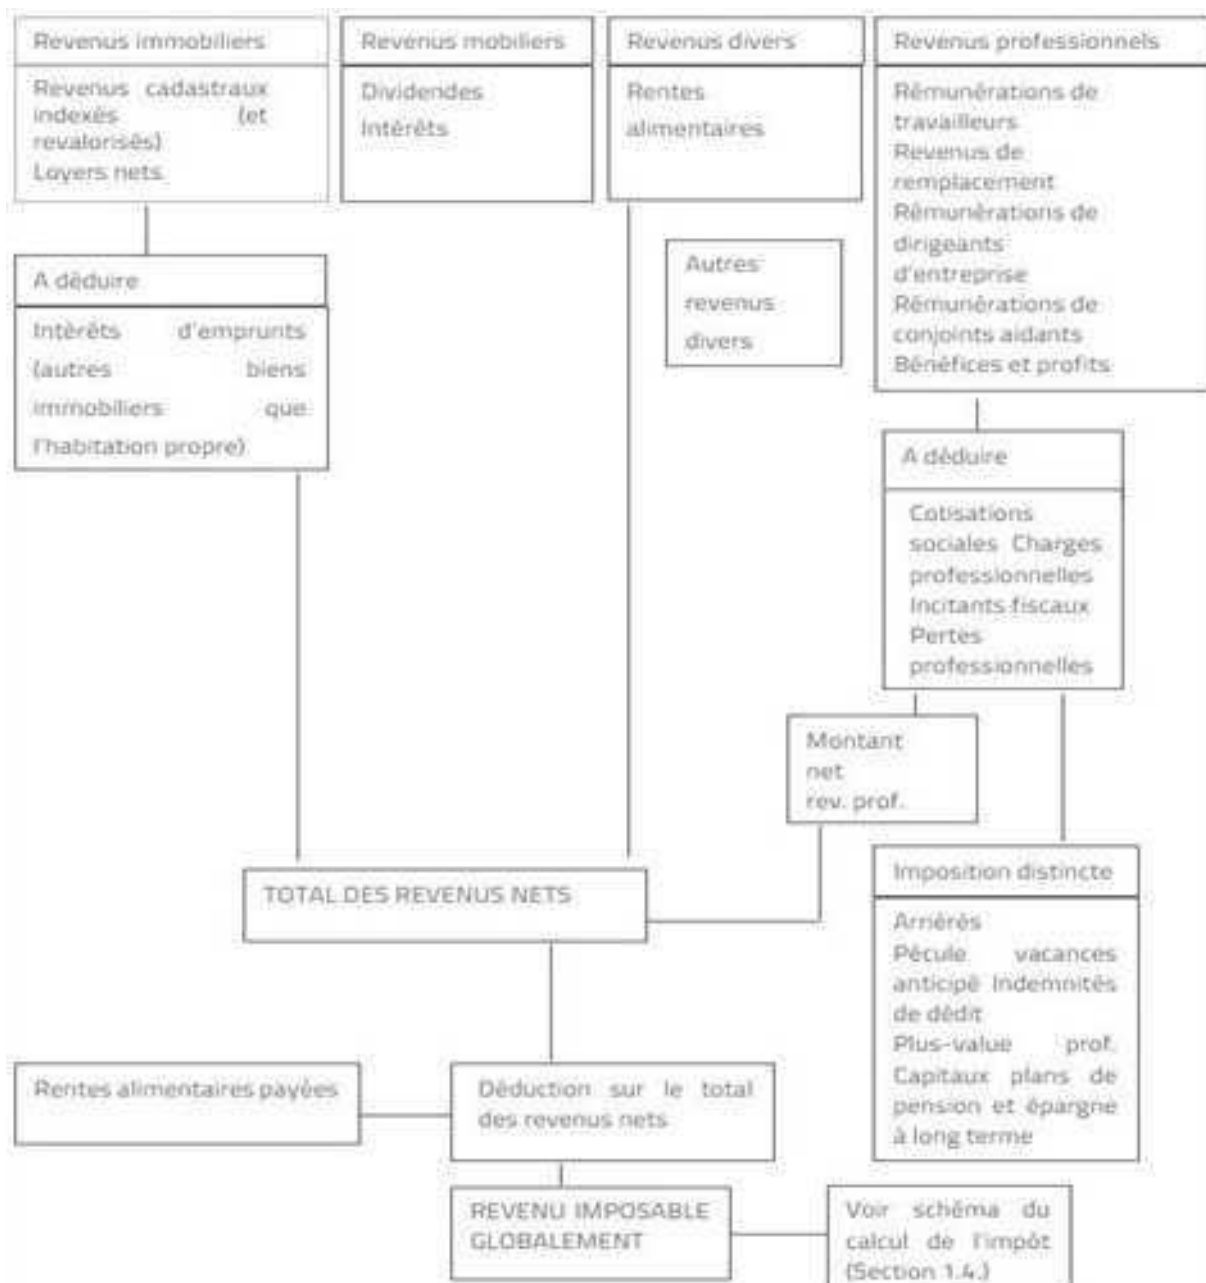 Revenus immobiliers
Revenus cadastraux
indexés (et
revalorisés)
Loyers nets
Revenus mobiliers
Dividendes
Intérêts
Revenus divers
Rentes
alimentaires
Revenus professionnels
Rémunérations de
travailleurs
Revenus de
remplacement
Rémunérations de
dirigeants
d'entreprise
Rémunérations de
conjoints aidants
Bénéfices et profits
A déduire
Intérêts d'emprunts
(autres biens
immobiliers que
l'habitation propre)
Autres
revenus
divers
A déduire
Cotisations
sociales Charges
professionnelles
Incitants fiscaux
Pertes
professionnelles
Montant
net
rev. prof.
TOTAL DES REVENUS NETS
Imposition distincte
Arriérés
Pécule vacances
anticipé Indemnités
de dédit
Plus-value prof.
Capitaux plans de
pension et épargne
à long terme
Rentes alimentaires payées
Déduction sur le total
des revenus nets
REVENU IMPOSABLE
GLOBALEMENT
Voir schéma du
calcul de l'impôt
(Section 1.4.)